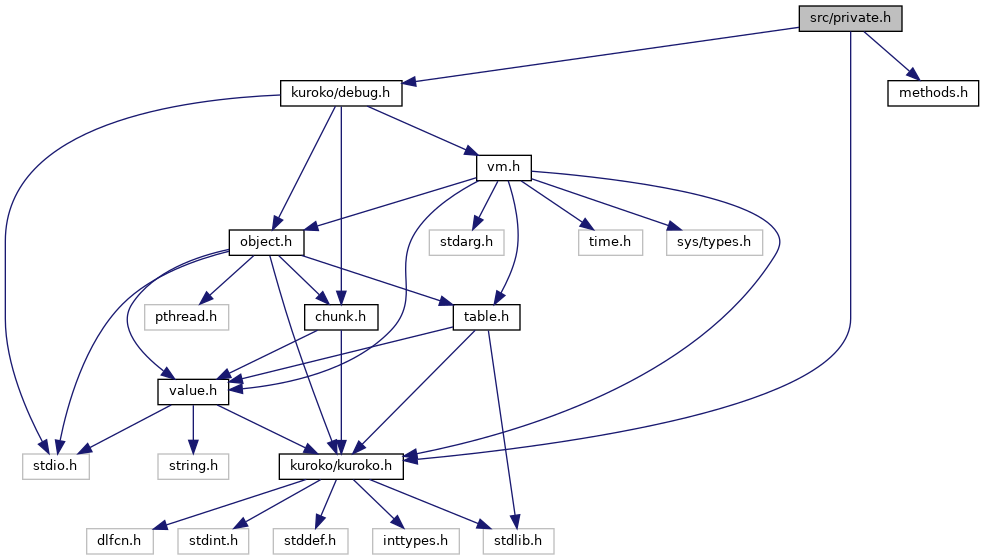 src/private.h
kuroko/debug.h
methods.h
vm.h
object.h
stdarg.h
time.h
sys/types.h
pthread.h
chunk.h
table.h
value.h
stdio.h
string.h
kuroko/kuroko.h
dlfcn.h
stdint.h
stddef.h
inttypes.h
stdlib.h